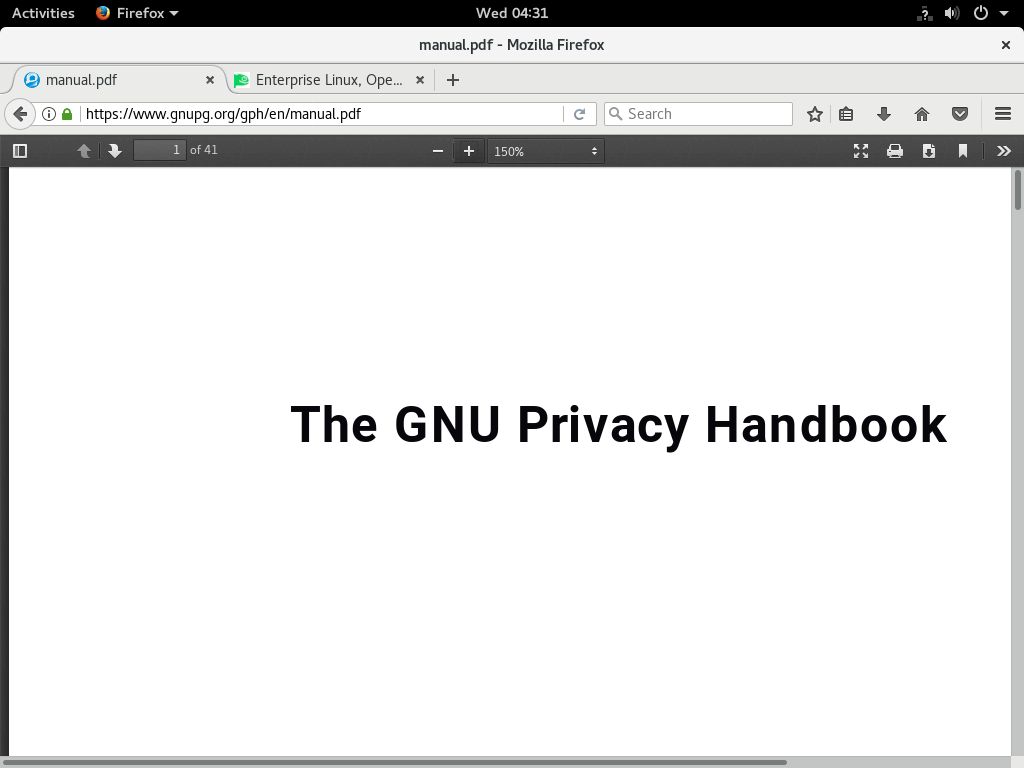 Activities Firefox Wed 04:31
manual.pdf - Mozilla Firefox
manual.pdf Enterprise Linux, Ope...
https://www.gnupg.org/gph/en/manual.pdf Search
1 of 41 150%
The GNU Privacy Handbook